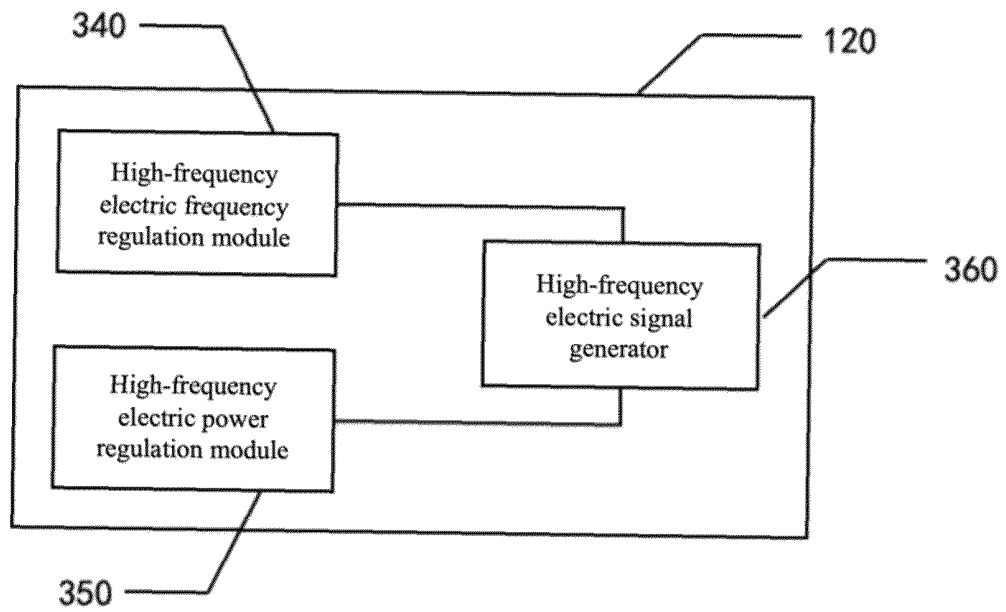 340
120
High-frequency
electric frequency
regulation module
High-frequency
electric signal
generator
360
High-frequency
electric power
regulation module
350